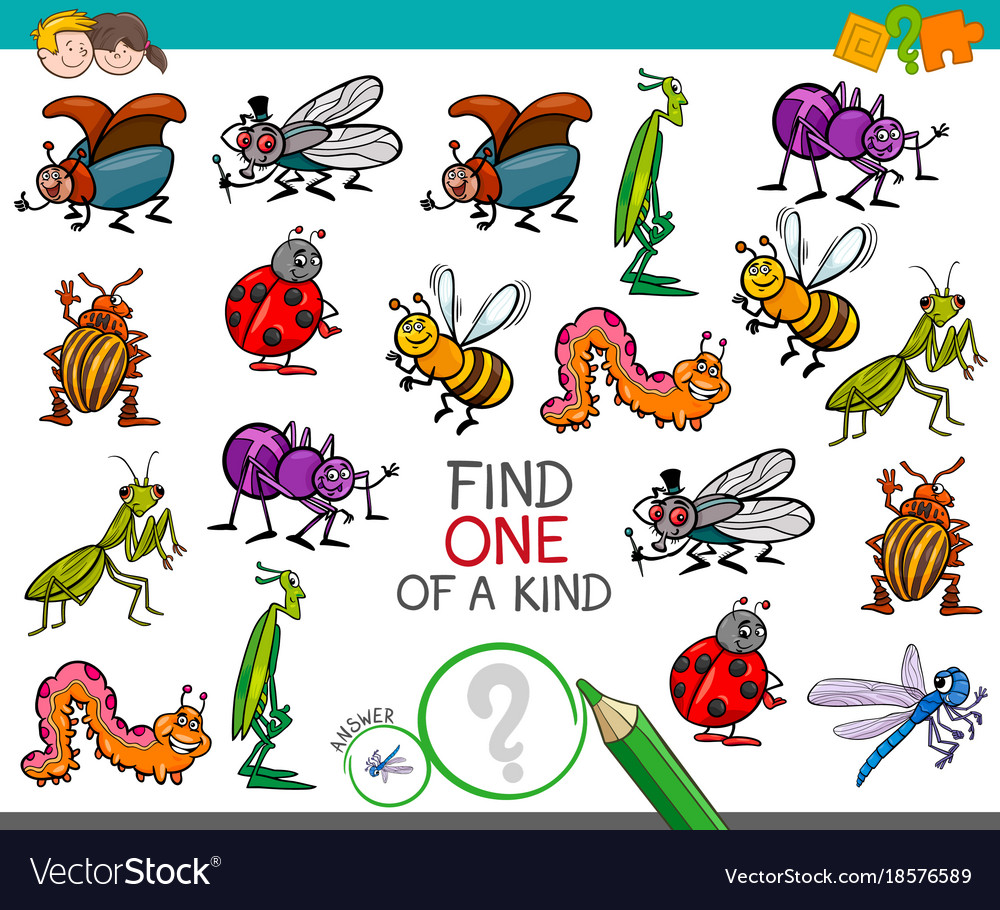 FIND
ONE
OF A KIND
ANSWER
?
VectorStock®
VectorStock.com/18576589